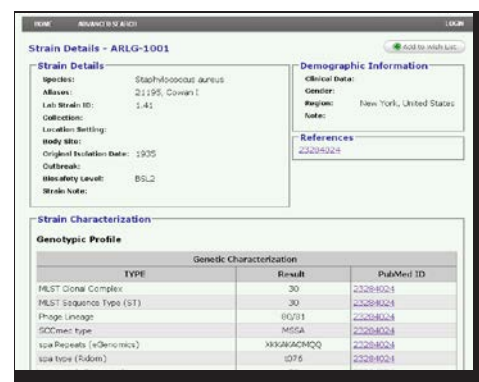 HOME ADVANCED SEARCH LOGIN
Strain Details - ARLG-1001
Add to Wish List
Strain Details
Species: Staphylococcus aureus
Aliases: 21195, Cowan I
Lab Strain ID: 1.41
Collection:
Location Setting:
Body Site:
Original Isolation Date: 1935
Outbreak:
Biosafety Level: BSL2
Strain Note:
Demographic Information
Clinical Data:
Gender:
Region: New York, United States
Note:
References
23284024
Strain Characterization
Genotypic Profile
Genetic Characterization
TYPE Result PubMed ID
MLST Clonal Complex 30 23284024
MLST Sequence Type (ST) 30 23284024
Phage Lineage 80/81 23284024
SCCmec type MSSA 23284024
spa Repeats (eGenomics) 23284024
spa type (Ridom) t076 23284024